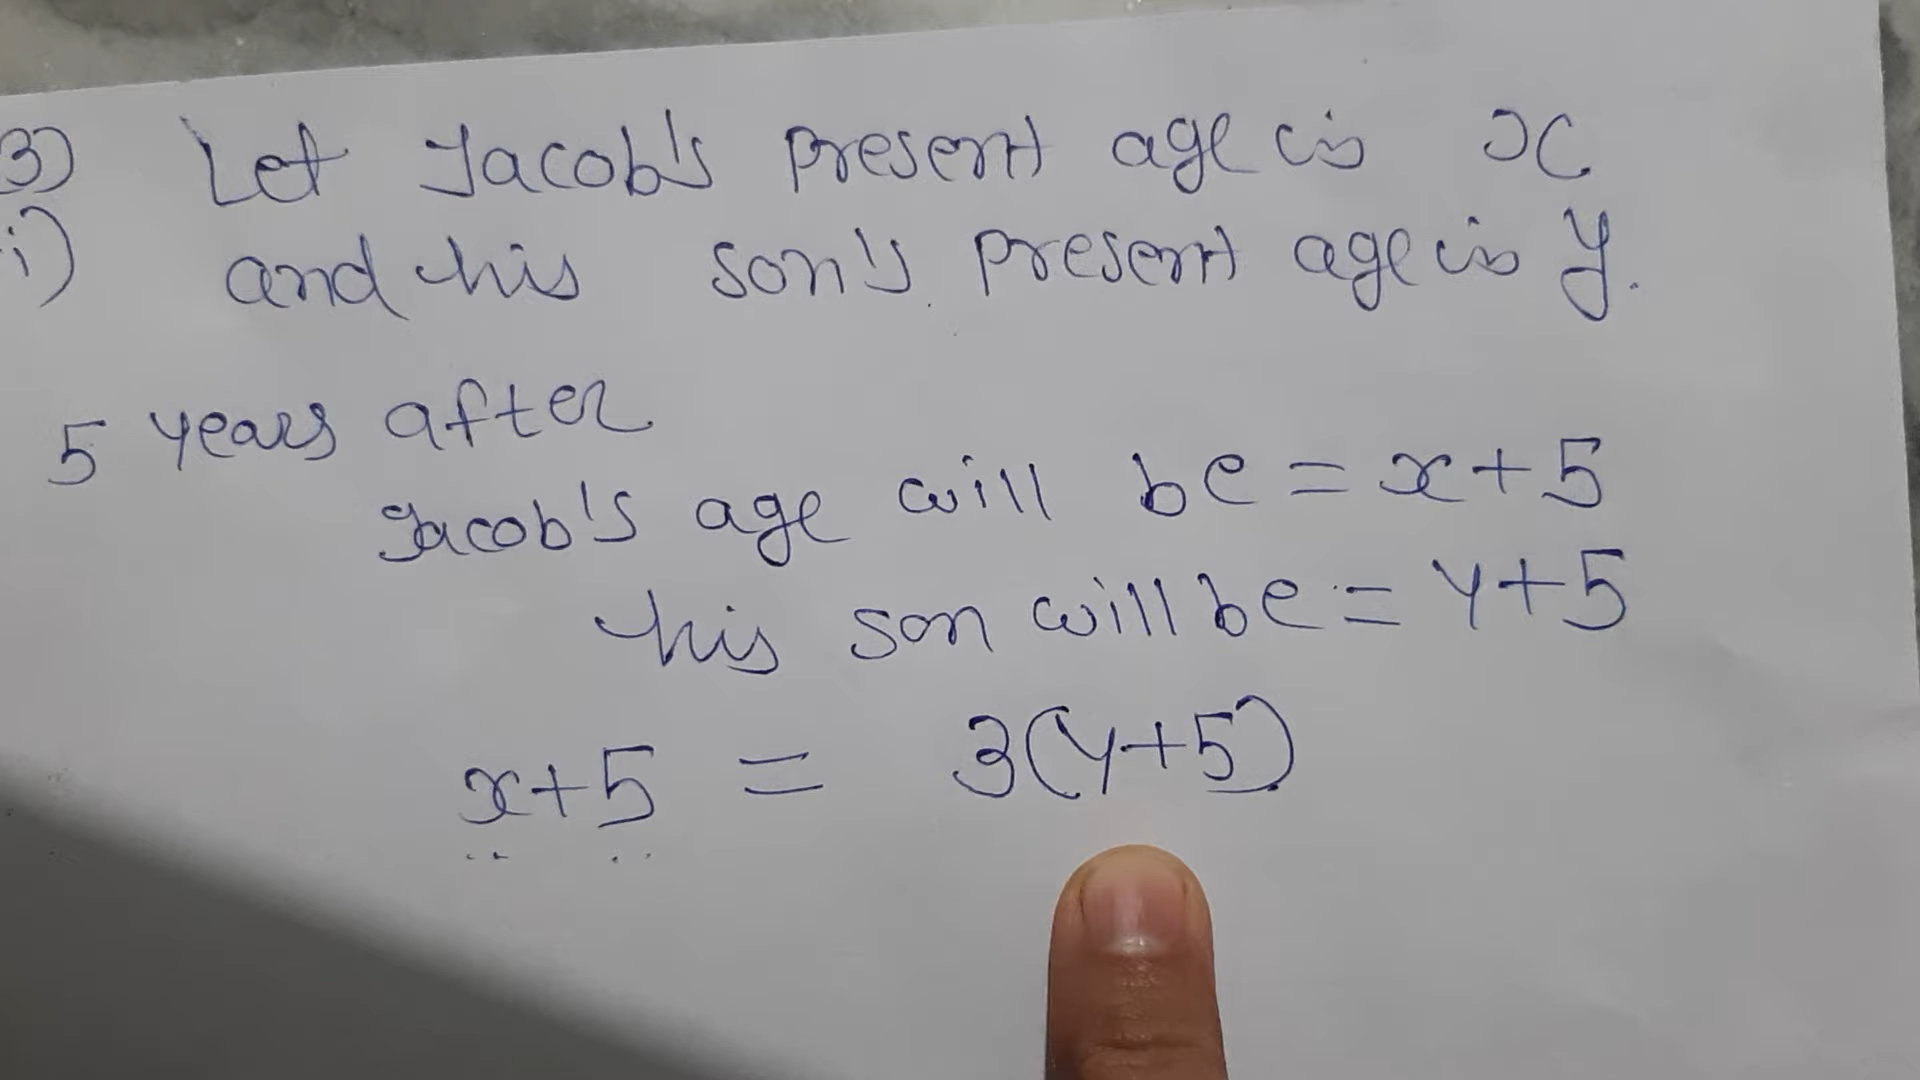 3) Let Jacob's present age is x
i) and his son's present age is y.
5 years after
Jacob's age will be = x+5
his son will be = y+5
x+5 = 3(y+5)